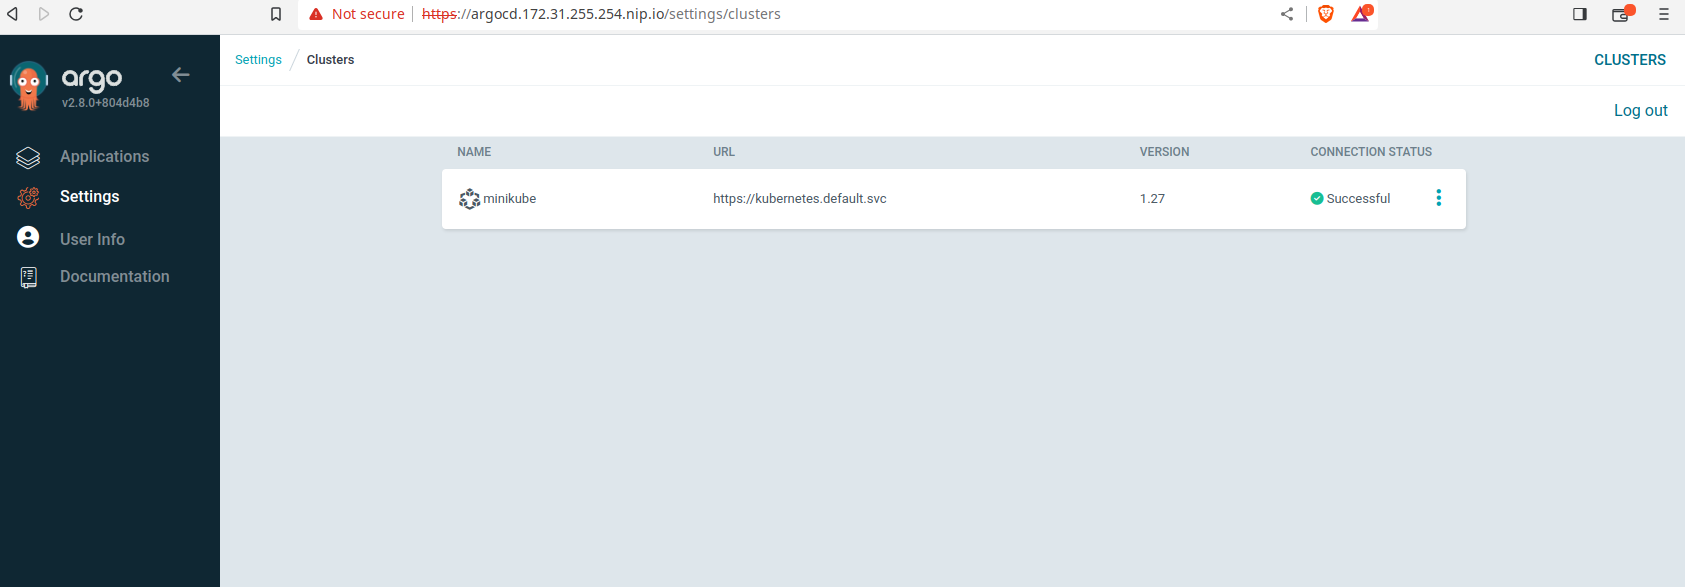 Not secure https://argocd.172.31.255.254.nip.io/settings/clusters
1
argo
v2.8.0+804d4b8
Applications
Settings
User Info
Documentation
Settings / Clusters
CLUSTERS
Log out
NAME URL VERSION CONNECTION STATUS
minikube https://kubernetes.default.svc 1.27 Successful